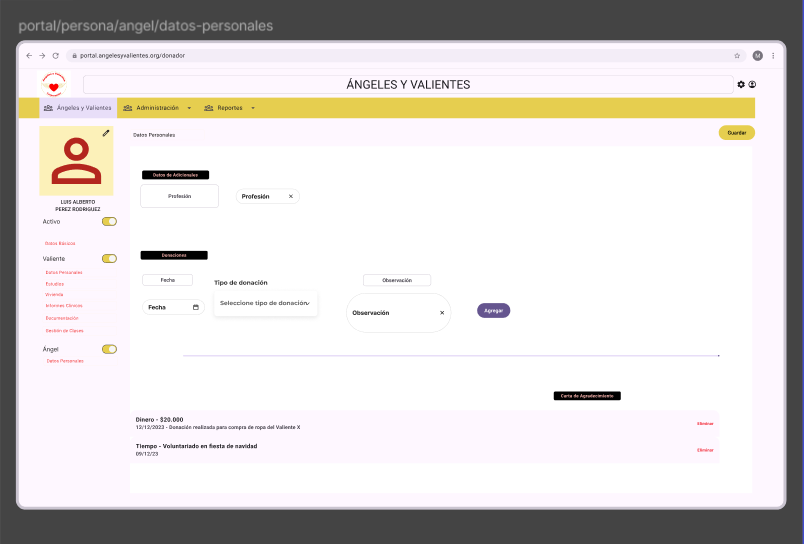 portal/persona/angel/datos-personales
portal.angelesyvalientes.org/donador
M
ÁNGELES Y VALIENTES
Ángeles y Valientes
Administración
Reportes
Datos Personales
Guardar
LUIS ALBERTO
PEREZ RODRIGUEZ
Activo
Datos Básicos
Valiente
Datos Personales
Estudios
Vivienda
Informes Clínicos
Documentación
Gestión de Claves
Ángel
Datos Personales
Datos de Adicionales
Profesión
Profesión
Donaciones
Fecha
Tipo de donación
Observación
Fecha
Seleccione tipo de donación
Observación
Agregar
Carta de Agradecimiento
Dinero - $20.000
12/12/2023 - Donación realizada para compra de ropa del Valiente X
Eliminar
Tiempo - Voluntariado en fiesta de navidad
09/12/23
Eliminar